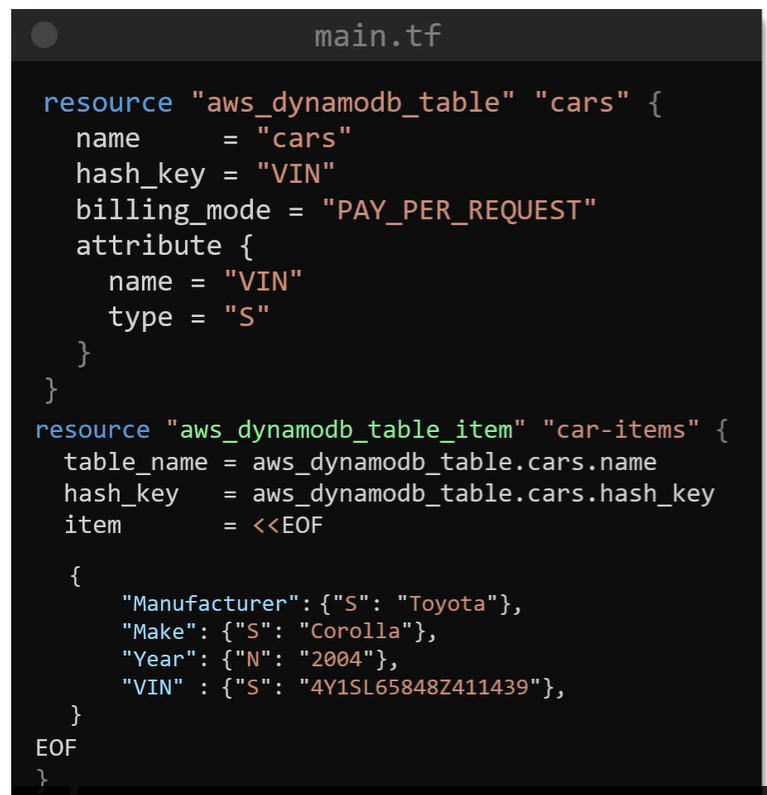 main.tf
resource "aws_dynamodb_table" "cars" {
  name     = "cars"
  hash_key = "VIN"
  billing_mode = "PAY_PER_REQUEST"
  attribute {
    name = "VIN"
    type = "S"
  }
}
resource "aws_dynamodb_table_item" "car-items" {
  table_name = aws_dynamodb_table.cars.name
  hash_key   = aws_dynamodb_table.cars.hash_key
  item       = <<EOF
  {
      "Manufacturer": {"S": "Toyota"},
      "Make": {"S": "Corolla"},
      "Year": {"N": "2004"},
      "VIN" : {"S": "4Y1SL65848Z411439"},
  }
EOF
}